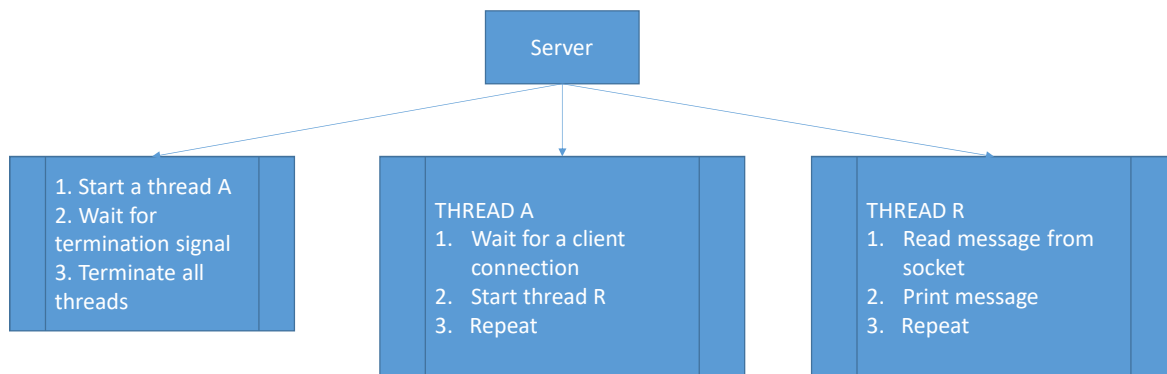 Server
1. Start a thread A
2. Wait for
termination signal
3. Terminate all
threads
THREAD A
1. Wait for a client
connection
2. Start thread R
3. Repeat
THREAD R
1. Read message from
socket
2. Print message
3. Repeat